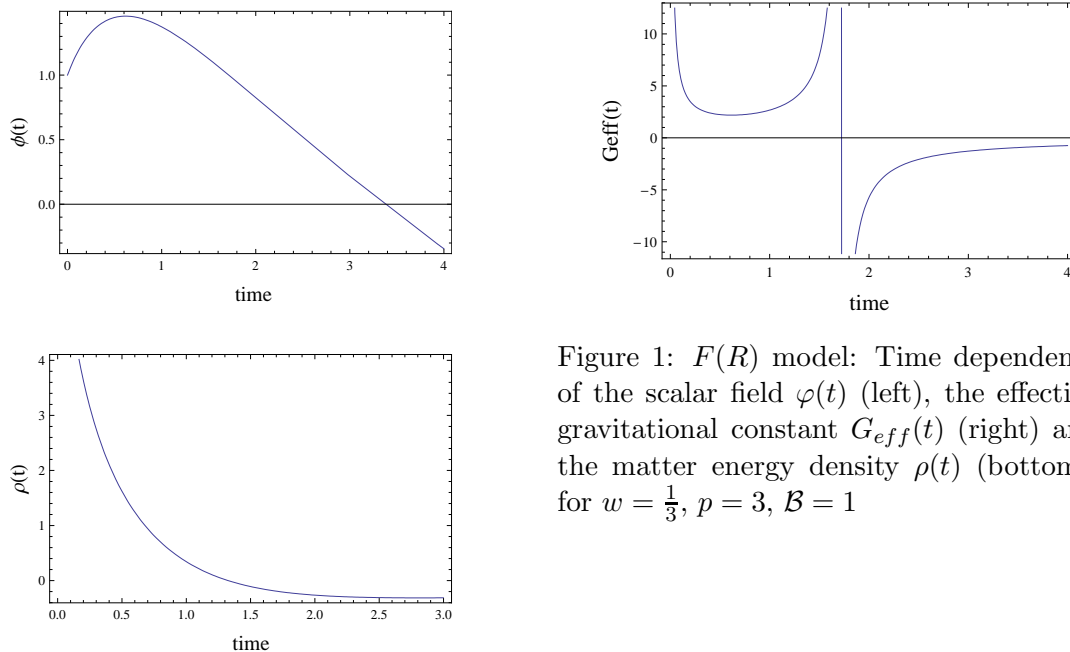 1.0
0.5
0.0
ϕ(t)
0 1 2 3 4
time
10
5
0
−5
−10
Geff(t)
0 1 2 3 4
time
4
3
2
1
0
ρ(t)
0.0 0.5 1.0 1.5 2.0 2.5 3.0
time
Figure 1: F(R) model: Time dependen
of the scalar field φ(t) (left), the effecti
gravitational constant G_{eff}(t) (right) a
the matter energy density ρ(t) (bottom
for w = 1/3, p = 3, ℬ = 1